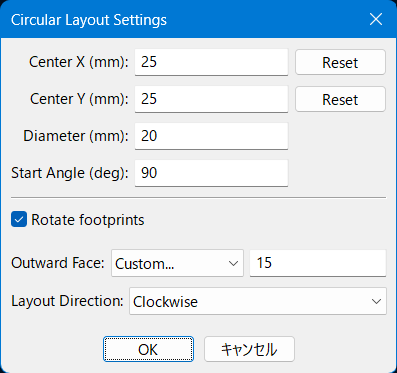 Circular Layout Settings
Center X (mm): 25 Reset
Center Y (mm): 25 Reset
Diameter (mm): 20
Start Angle (deg): 90
Rotate footprints
Outward Face: Custom... 15
Layout Direction: Clockwise
OK キャンセル